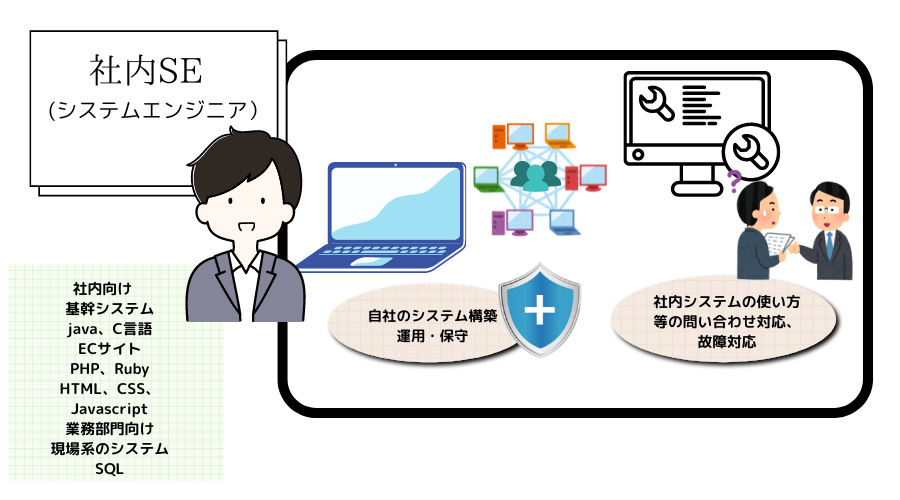 社内SE
(システムエンジニア)
自社のシステム構築
運用・保守
?
社内システムの使い方
等の問い合わせ対応、
故障対応
社内向け
基幹システム
java、C言語
ECサイト
PHP、Ruby
HTML、CSS、
Javascript
業務部門向け
現場系のシステム
SQL